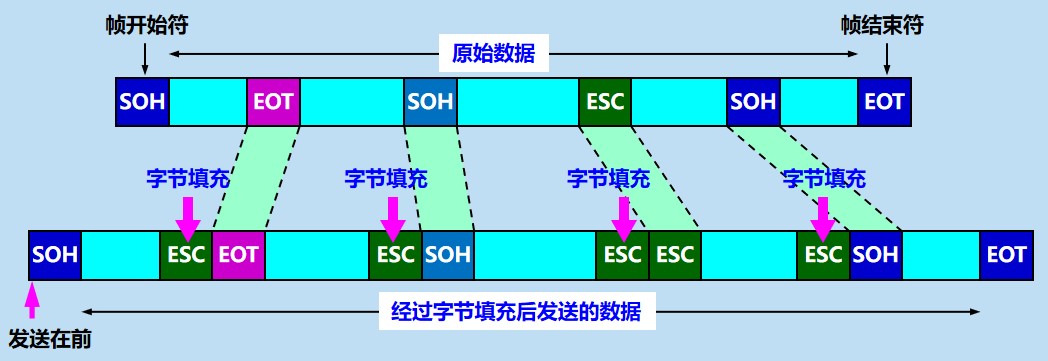 帧开始符
帧结束符
原始数据
SOH EOT SOH ESC SOH EOT
字节填充 字节填充 字节填充 字节填充
SOH ESC EOT ESC SOH ESC ESC ESC SOH EOT
经过字节填充后发送的数据
发送在前